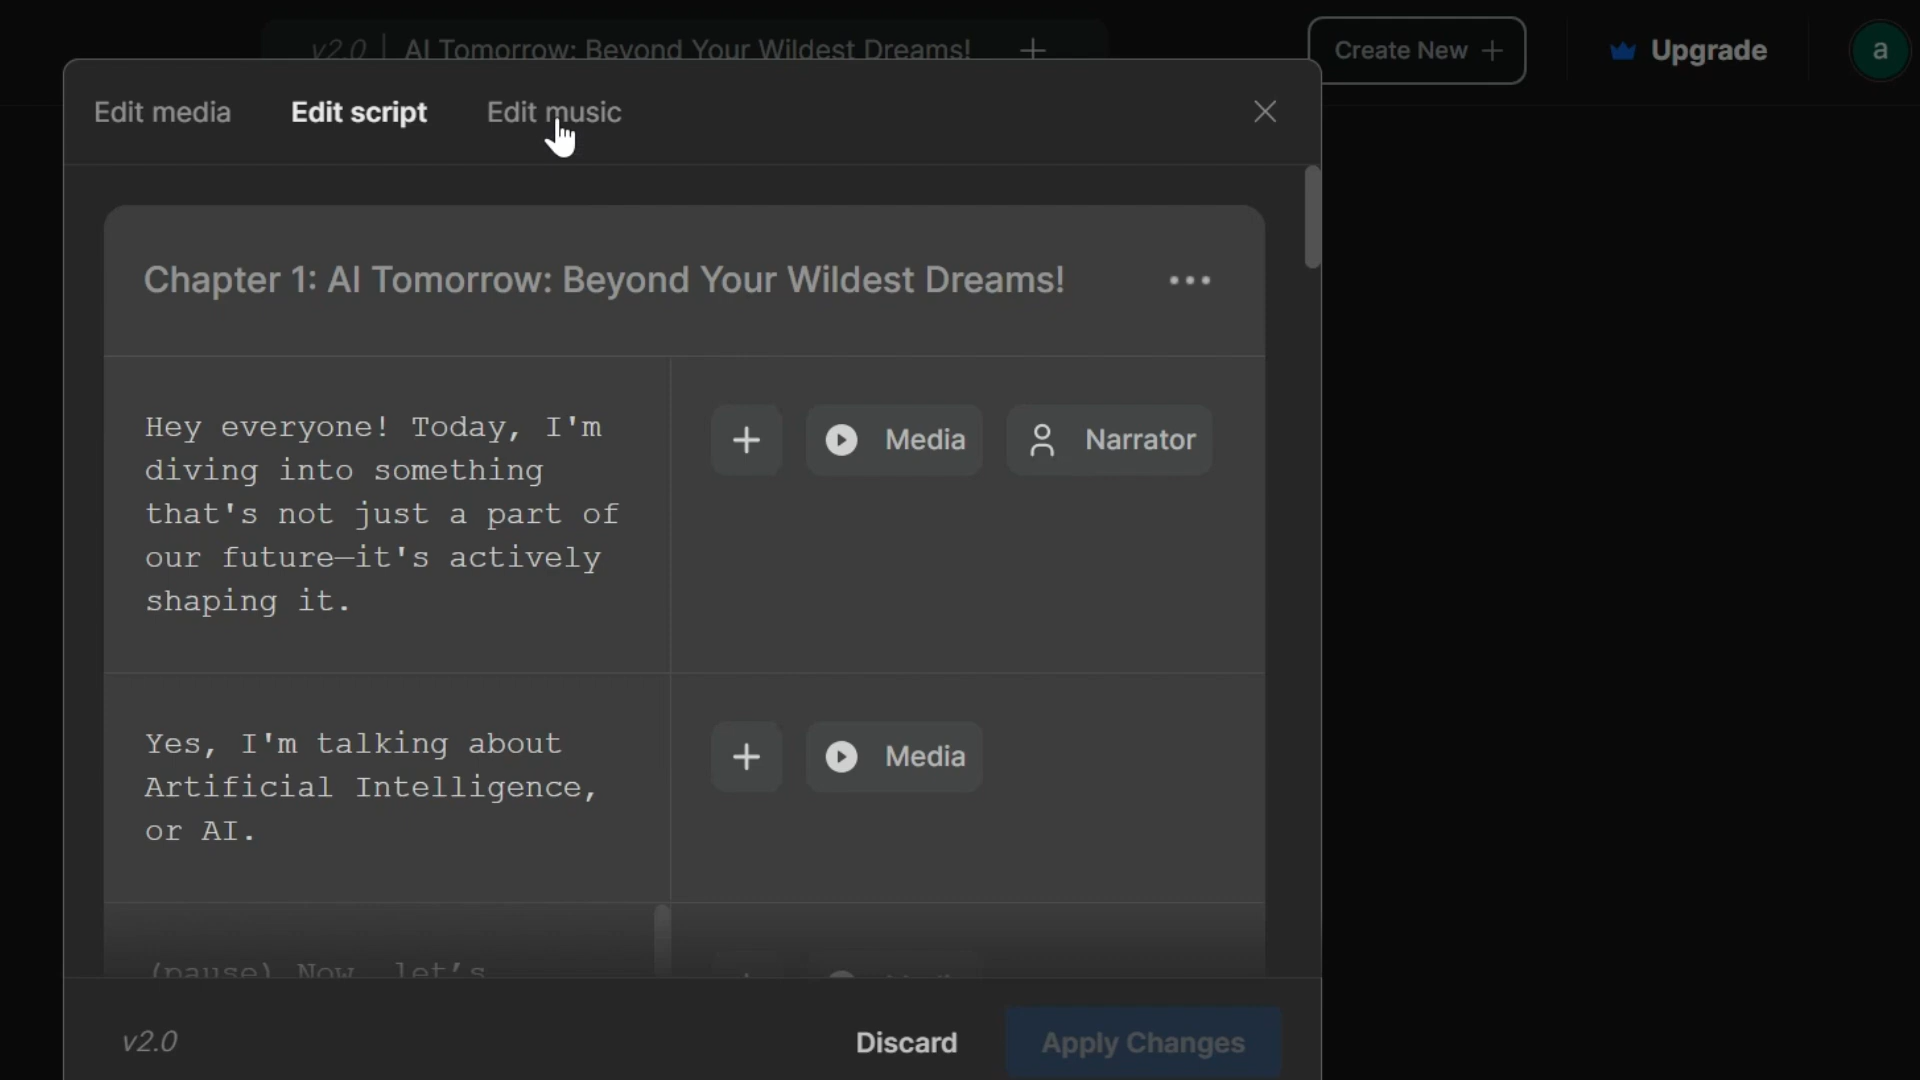 v2.0 | AI Tomorrow: Beyond Your Wildest Dreams! +
Create New +
Upgrade
a
Edit media
Edit script
Edit music
Chapter 1: AI Tomorrow: Beyond Your Wildest Dreams!
Hey everyone! Today, I'm
diving into something
that's not just a part of
our future—it's actively
shaping it.
Media
Narrator
Yes, I'm talking about
Artificial Intelligence,
or AI.
Media
(pause) Now, let’s
v2.0
Discard
Apply Changes